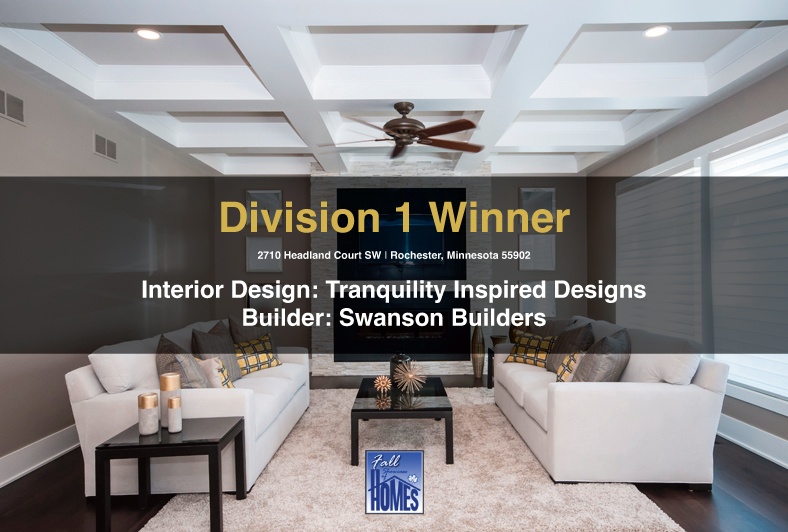 Division 1 Winner
2710 Headland Court SW | Rochester, Minnesota 55902
Interior Design: Tranquility Inspired Designs
Builder: Swanson Builders
Fall
HOMES